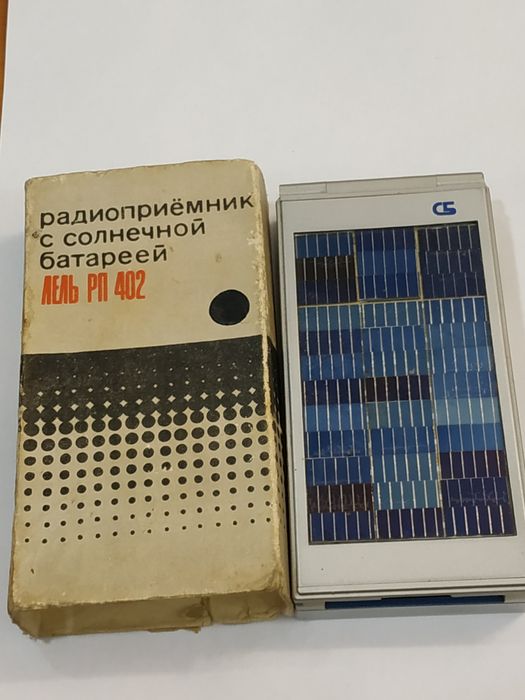 радиоприёмник
с солнечной
батареей
ЛЕЛЬ РП 402